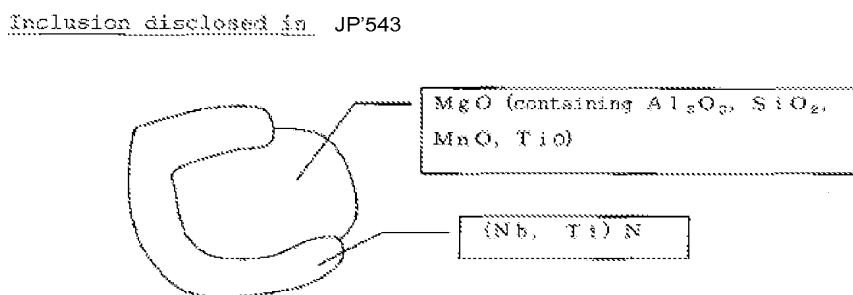 Inclusion disclosed in JP'543
MgO (containing Al₂O₃, SiO₂,
MnO, TiO)
(Nb, Ti) N